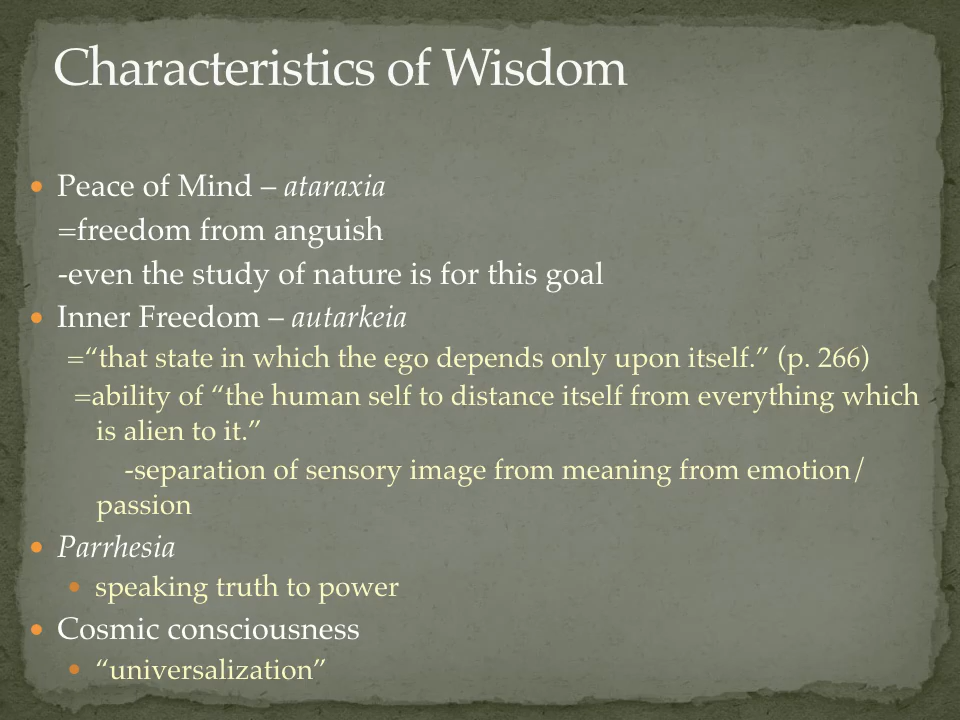 Characteristics of Wisdom
• Peace of Mind – ataraxia
=freedom from anguish
-even the study of nature is for this goal
• Inner Freedom – autarkeia
=“that state in which the ego depends only upon itself.” (p. 266)
=ability of “the human self to distance itself from everything which
is alien to it.”
-separation of sensory image from meaning from emotion/
passion
• Parrhesia
• speaking truth to power
• Cosmic consciousness
• “universalization”